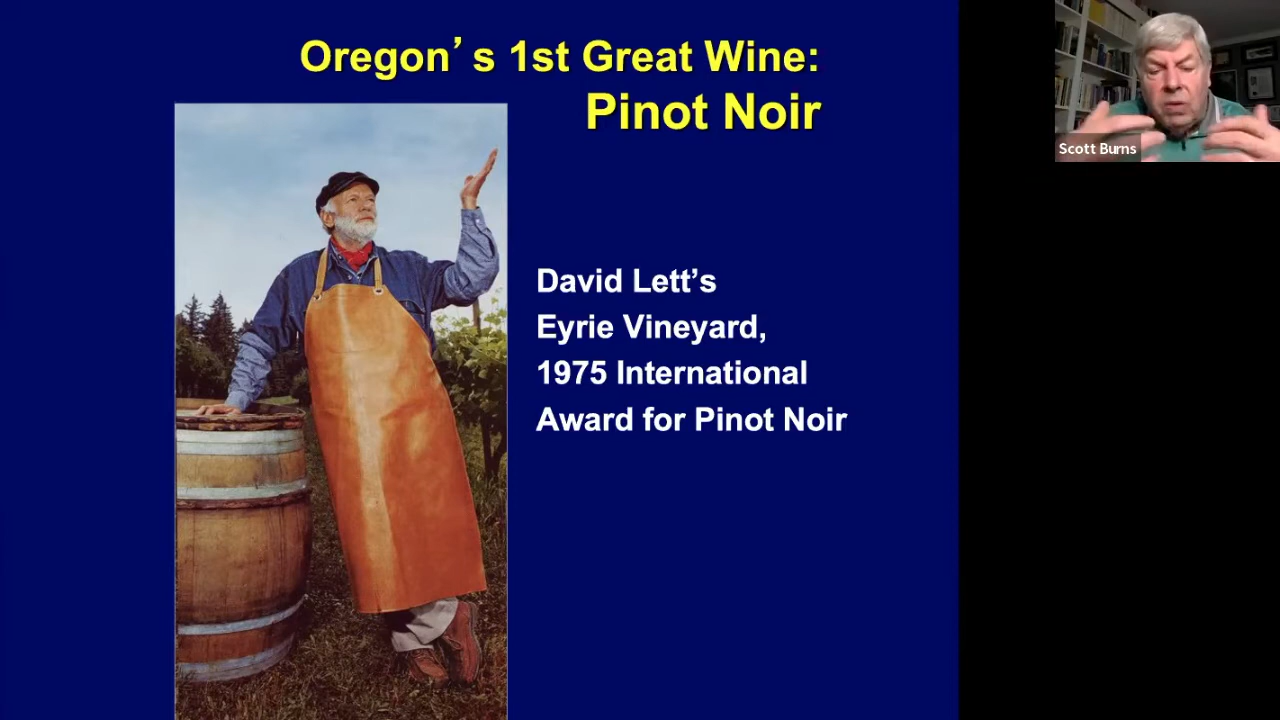 Oregon’s 1st Great Wine:
Pinot Noir
David Lett’s
Eyrie Vineyard,
1975 International
Award for Pinot Noir
Scott Burns